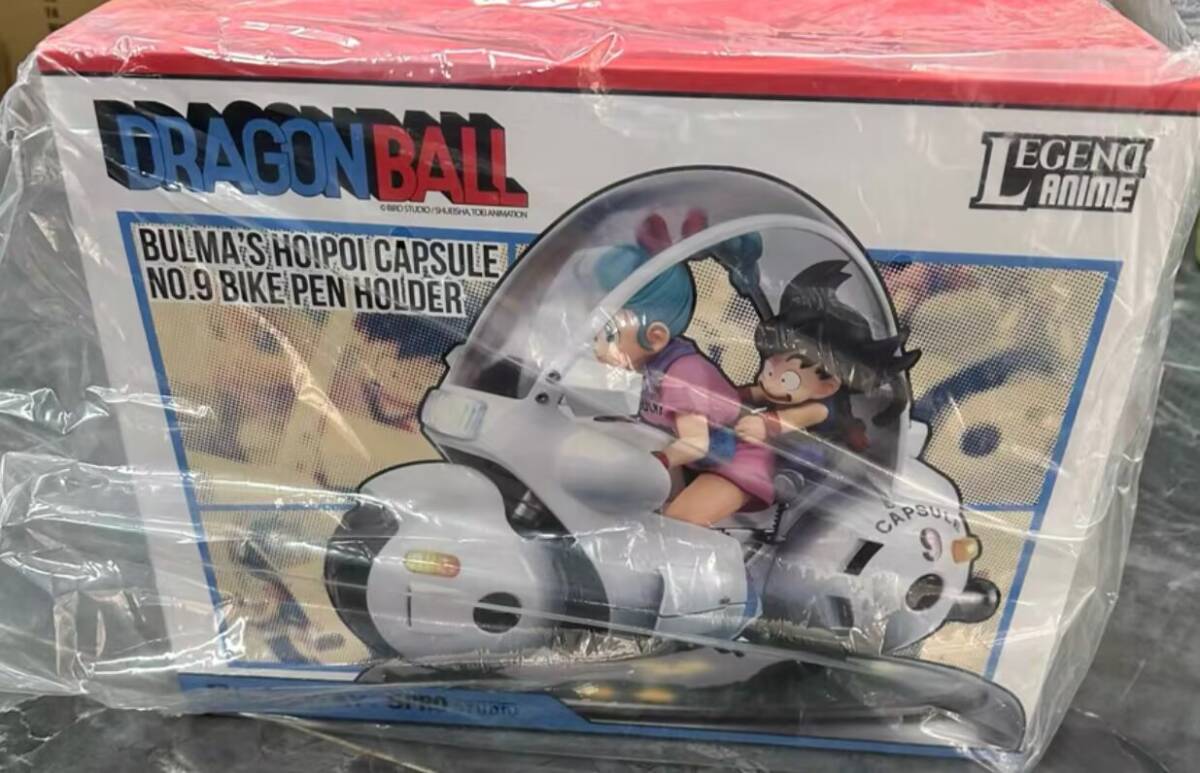 DRAGON BALL
© BIRD STUDIO / SHUEISHA, TOEI ANIMATION
LEGEND
ANIME
BULMA'S HOIPOI CAPSULE
NO.9 BIKE PEN HOLDER
CAPSULE
9